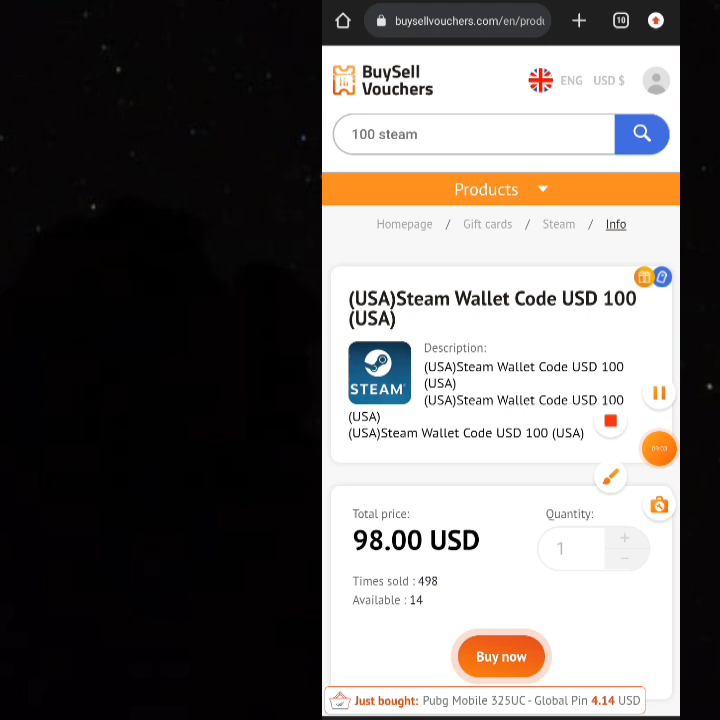 buysellvouchers.com/en/produ
10
BuySell
Vouchers
ENG USD $
100 steam
Products
Homepage / Gift cards / Steam / Info
(USA)Steam Wallet Code USD 100
(USA)
STEAM
Description:
(USA)Steam Wallet Code USD 100
(USA)
(USA)Steam Wallet Code USD 100
(USA)
(USA)Steam Wallet Code USD 100 (USA)
Total price:
98.00 USD
Quantity:
1
Times sold : 498
Available : 14
Buy now
Just bought: Pubg Mobile 325UC - Global Pin 4.14 USD